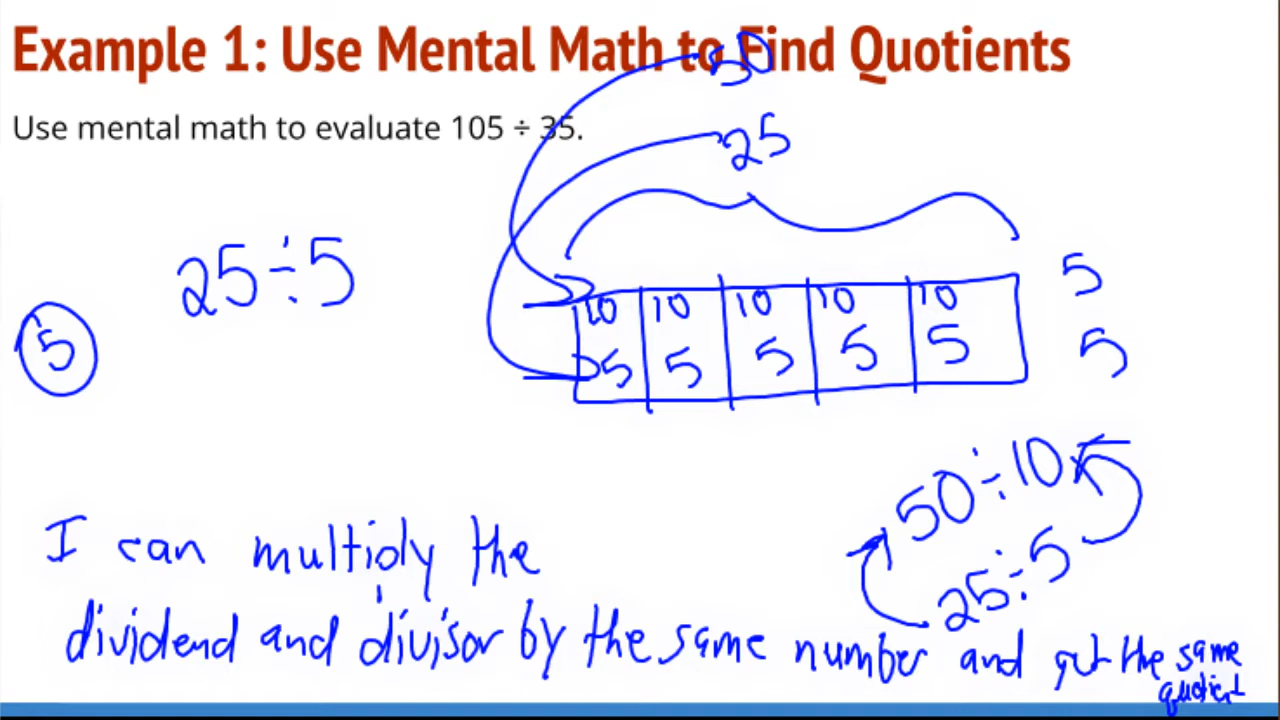 Example 1: Use Mental Math to Find Quotients
50
Use mental math to evaluate 105 ÷ 35.
25
25÷5
5
10 10 10 10 10
5 5 5 5 5
5
5
50÷10
25÷5
I can multiply the
dividend and divisor by the same number and get the same
quotient